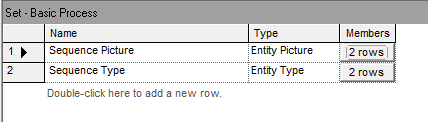 Set - Basic Process
Name Type Members
1 Sequence Picture Entity Picture 2 rows
2 Sequence Type Entity Type 2 rows
Double-click here to add a new row.